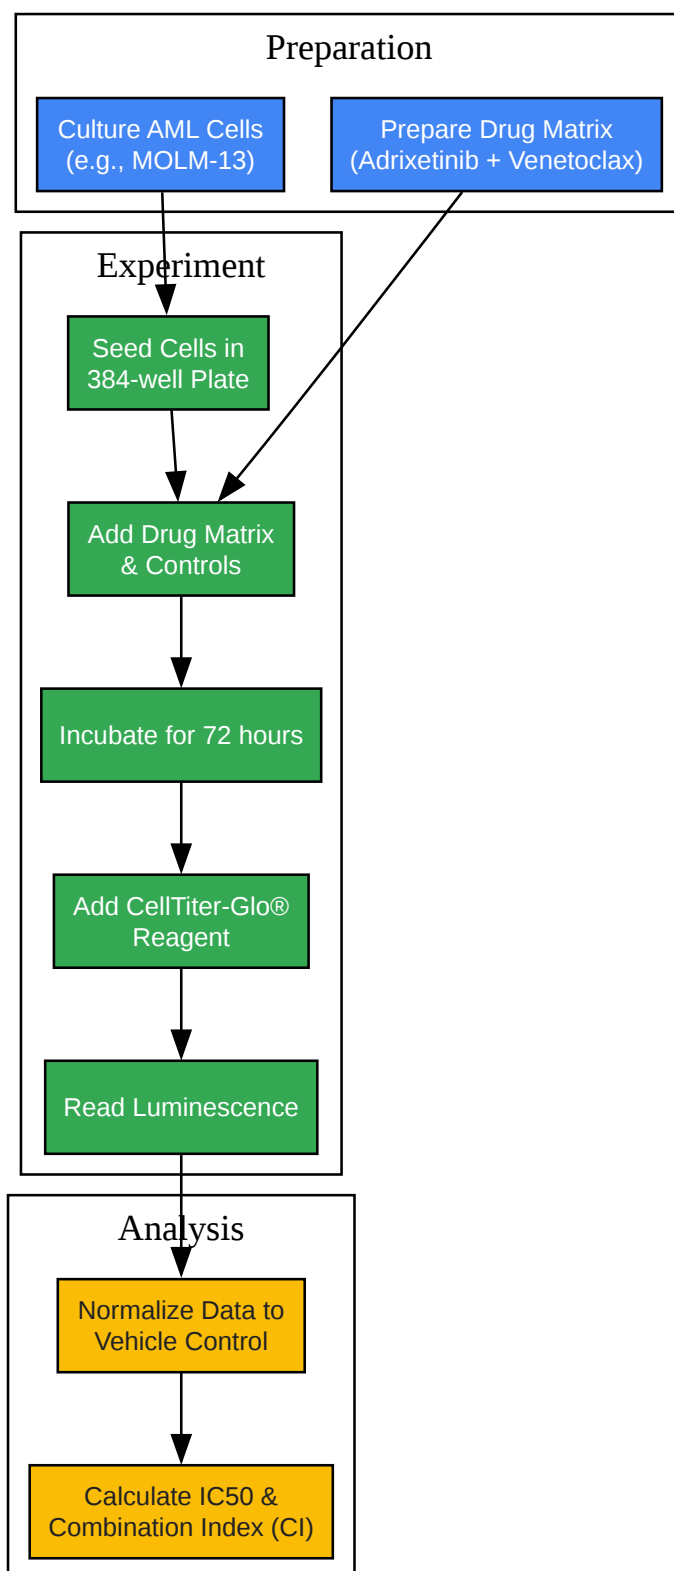 Preparation
Culture AML Cells
(e.g., MOLM-13)
Prepare Drug Matrix
(Adrixetinib + Venetoclax)
Experiment
Seed Cells in
384-well Plate
Add Drug Matrix
& Controls
Incubate for 72 hours
Add CellTiter-Glo®
Reagent
Read Luminescence
Analysis
Normalize Data to
Vehicle Control
Calculate IC50 &
Combination Index (CI)